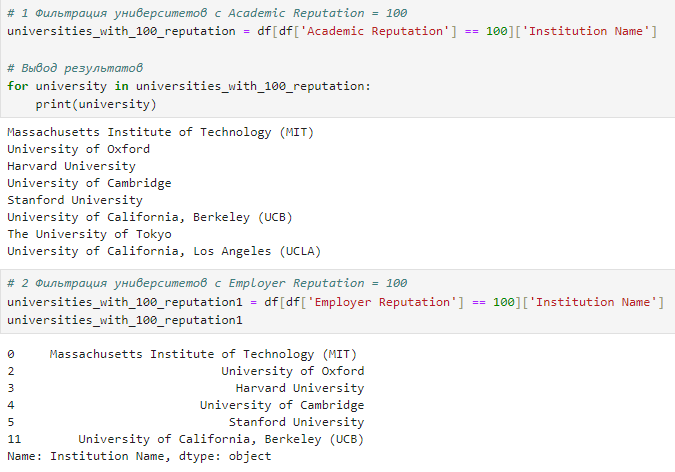 # 1 Фильтрация университетов с Academic Reputation = 100
universities_with_100_reputation = df[df['Academic Reputation'] == 100]['Institution Name']
# Вывод результатов
for university in universities_with_100_reputation:
    print(university)
Massachusetts Institute of Technology (MIT)
University of Oxford
Harvard University
University of Cambridge
Stanford University
University of California, Berkeley (UCB)
The University of Tokyo
University of California, Los Angeles (UCLA)
# 2 Фильтрация университетов с Employer Reputation = 100
universities_with_100_reputation1 = df[df['Employer Reputation'] == 100]['Institution Name']
universities_with_100_reputation1
0     Massachusetts Institute of Technology (MIT)
2                            University of Oxford
3                              Harvard University
4                         University of Cambridge
5                             Stanford University
11       University of California, Berkeley (UCB)
Name: Institution Name, dtype: object